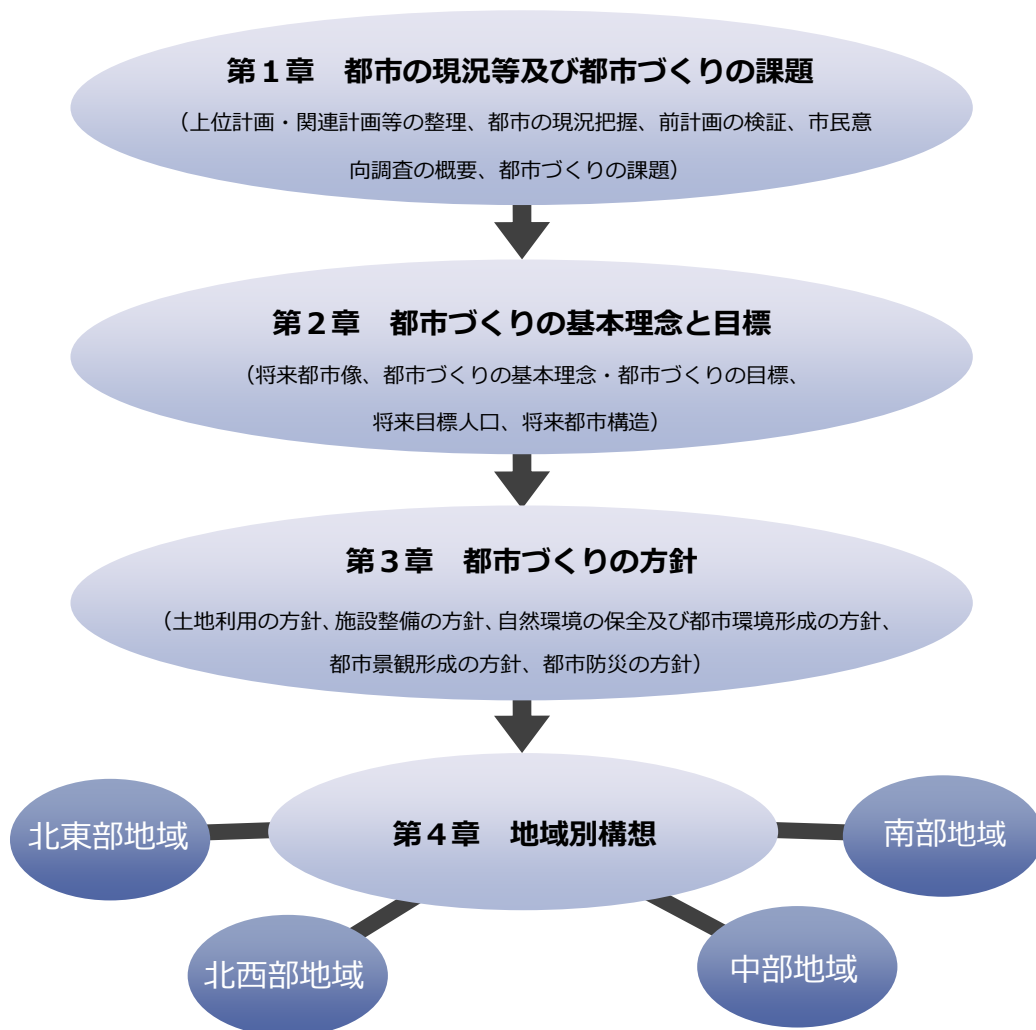 第１章　都市の現況等及び都市づくりの課題
（上位計画・関連計画等の整理、都市の現況把握、前計画の検証、市民意
向調査の概要、都市づくりの課題）
第２章　都市づくりの基本理念と目標
（将来都市像、都市づくりの基本理念・都市づくりの目標、
将来目標人口、将来都市構造）
第３章　都市づくりの方針
（土地利用の方針、施設整備の方針、自然環境の保全及び都市環境形成の方針、
都市景観形成の方針、都市防災の方針）
第４章　地域別構想
北東部地域
南部地域
北西部地域
中部地域